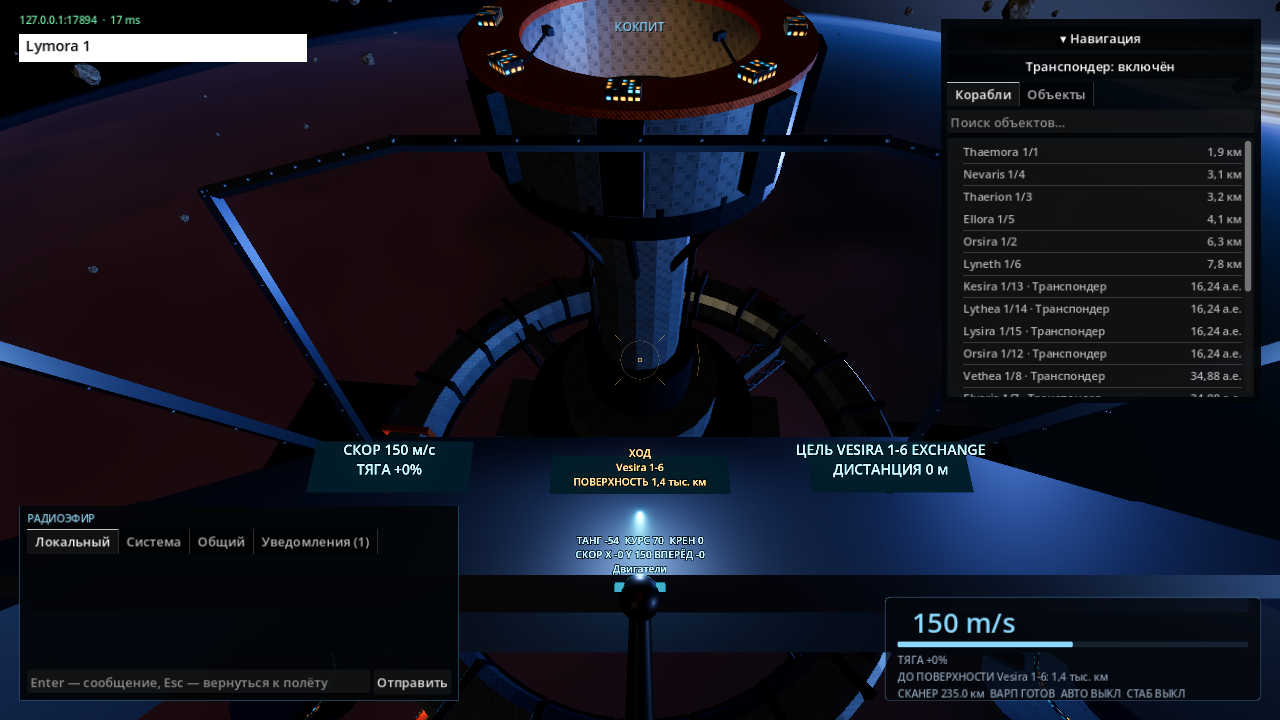 127.0.0.1:17894 · 17 ms
Lymora 1
КОКПИТ
▾ Навигация
Транспондер: включён
Корабли Объекты
Поиск объектов...
Thaemora 1/1 1,9 км
Nevaris 1/4 3,1 км
Thaerion 1/3 3,2 км
Ellora 1/5 4,1 км
Orsira 1/2 6,3 км
Lyneth 1/6 7,8 км
Kesira 1/13 · Транспондер 16,24 а.е.
Lythea 1/14 · Транспондер 16,24 а.е.
Lysira 1/15 · Транспондер 16,24 а.е.
Orsira 1/12 · Транспондер 16,24 а.е.
Vethea 1/8 · Транспондер 34,88 а.е.
СКОР 150 м/с
ТЯГА +0%
ХОД
Vesira 1-6
ПОВЕРХНОСТЬ 1,4 тыс. км
ЦЕЛЬ VESIRA 1-6 EXCHANGE
ДИСТАНЦИЯ 0 м
ТАНГ -54 КУРС 70 КРЕН 0
СКОР X -0 Y 150 ВПЕРЁД -0
Двигатели
РАДИОЭФИР
Локальный Система Общий Уведомления (1)
Enter — сообщение, Esc — вернуться к полёту Отправить
150 m/s
ТЯГА +0%
ДО ПОВЕРХНОСТИ Vesira 1-6: 1,4 тыс. км
СКАНЕР 235.0 км ВАРП ГОТОВ АВТО ВЫКЛ СТАБ ВЫКЛ